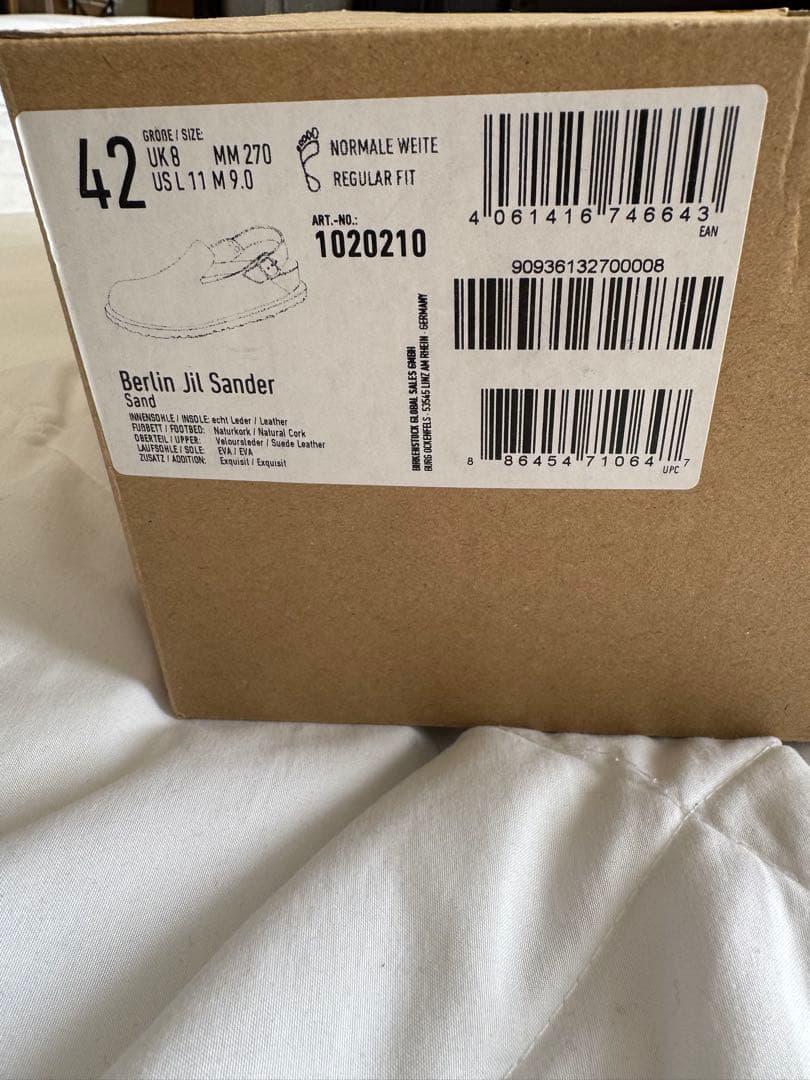 42
GRÖßE / SIZE:
UK 8 MM 270
US L 11 M 9.0
NORMALE WEITE
REGULAR FIT
ART.-NO.:
1020210
4 061416 746643
EAN
90936132700008
Berlin Jil Sander
Sand
INNENSOHLE / INSOLE: echt Leder / Leather
FUßBETT / FOOTBED: Naturkork / Natural Cork
OBERTEIL / UPPER: Veloursleder / Suede Leather
LAUFSOHLE / SOLE: EVA / EVA
ZUSATZ / ADDITION: Exquisit / Exquisit
BIRKENSTOCK GLOBAL SALES GMBH
BURG OCKENFELS · 53545 LINZ AM RHEIN · GERMANY
8 86454 71064 7
UPC